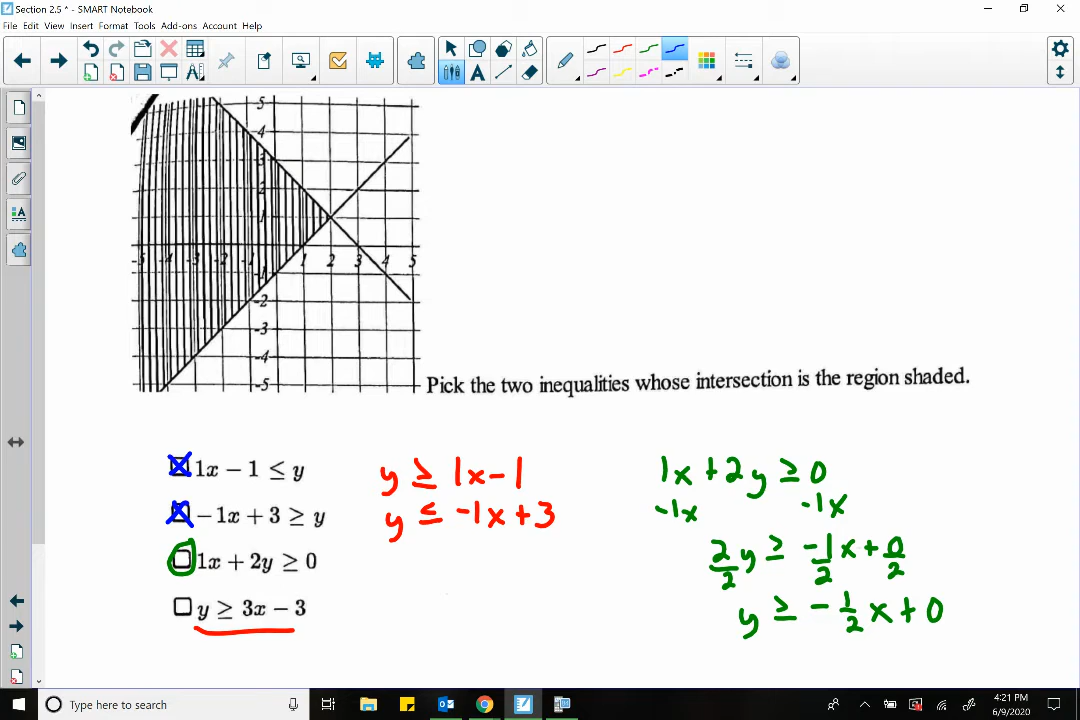 Section 2.5 * - SMART Notebook
File Edit View Insert Format Tools Add-ons Account Help
5
4
3
2
1
-5 -4 -3 -2 -1 1 2 3 4 5
-1
-2
-3
-4
-5
Pick the two inequalities whose intersection is the region shaded.
1x − 1 ≤ y
y ≥ 1x − 1
1x + 2y ≥ 0
-1x -1x
− 1x + 3 ≥ y
y ≤ -1x + 3
1x + 2y ≥ 0
2/2 y ≥ -1/2 x + 0/2
y ≥ 3x − 3
y ≥ - 1/2 x + 0
Type here to search
4:21 PM
6/9/2020